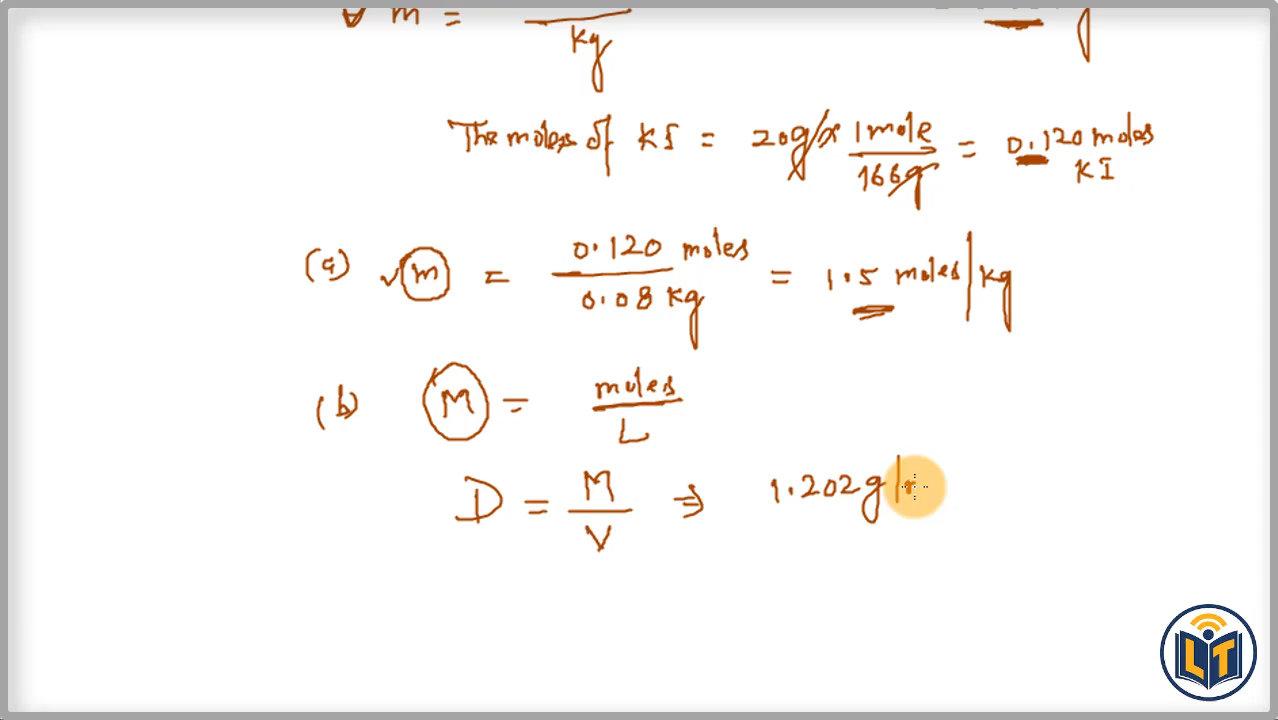 m =
kg
The moles of KI = 20g x 1 mole / 166g = 0.120 moles KI
(a) m = 0.120 moles / 0.08 kg = 1.5 moles/kg
(b) M = moles / L
D = M / V ⇒ 1.202 g/
LT